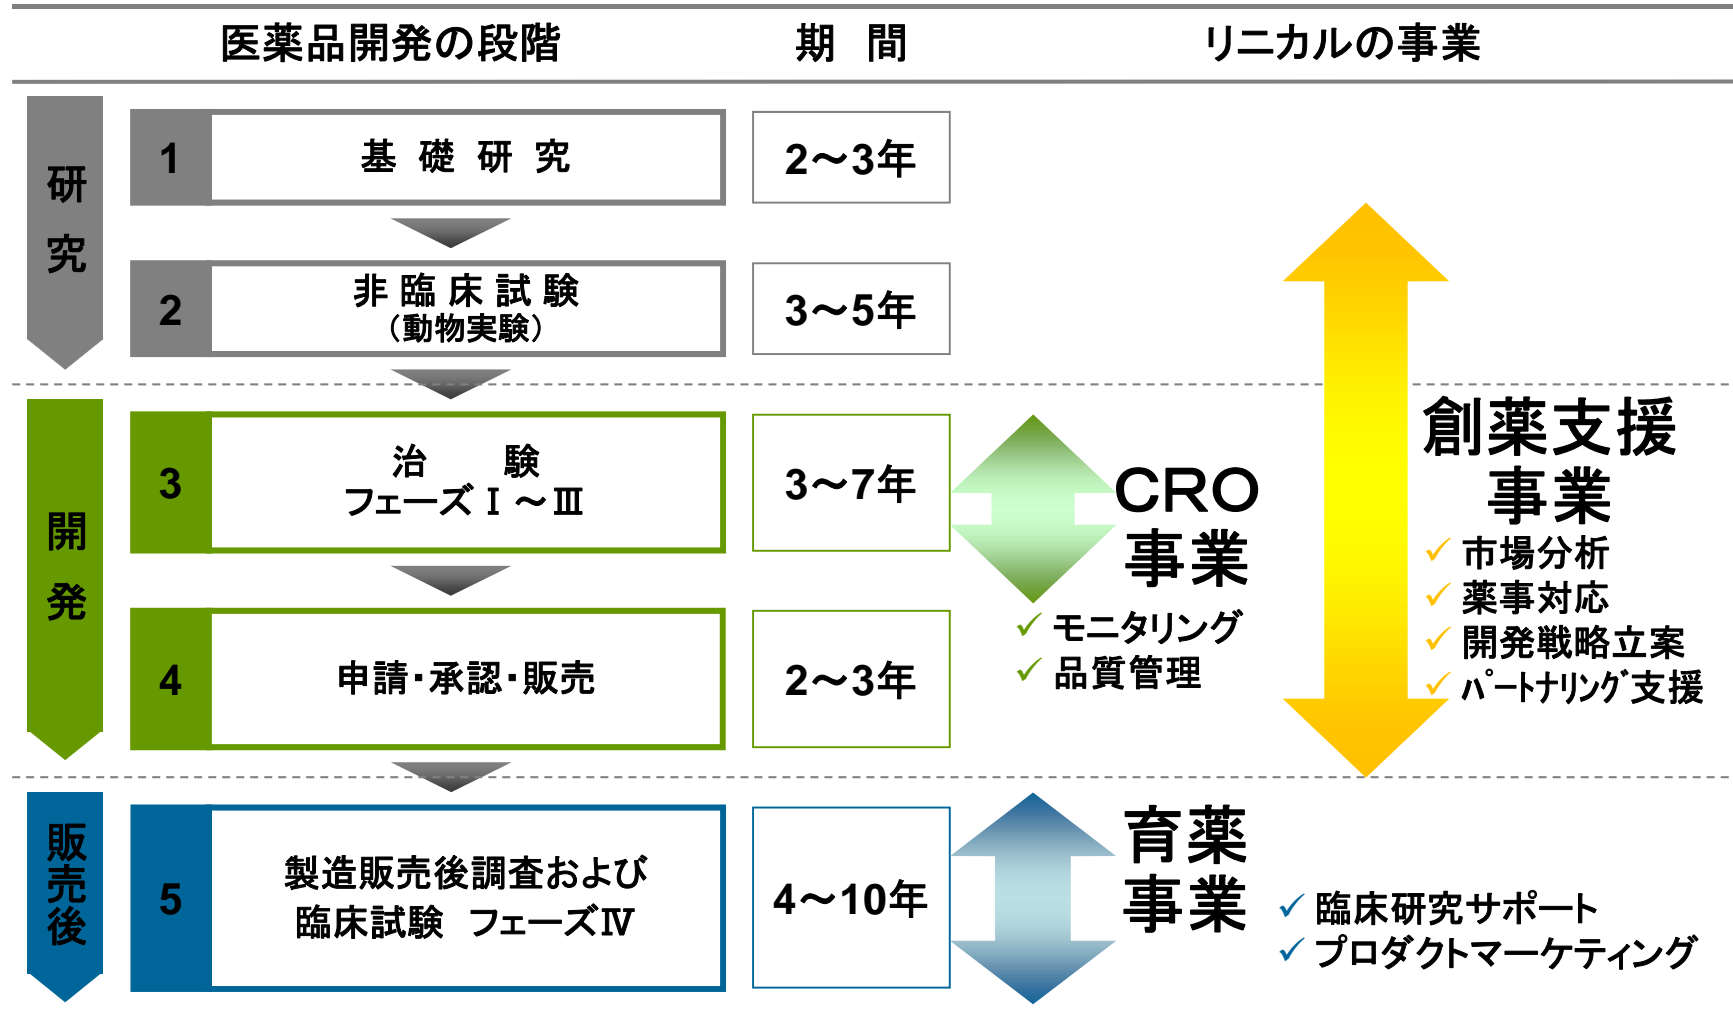 医薬品開発の段階
期　間
リニカルの事業
研究
1
基 礎 研 究
2～3年
2
非 臨 床 試 験
（動物実験）
3～5年
開発
3
治　　験
フェーズⅠ～Ⅲ
3～7年
CRO
事業
モニタリング
品質管理
創薬支援
事業
市場分析
薬事対応
開発戦略立案
ﾊﾟｰﾄﾅﾘﾝｸﾞ支援
4
申請・承認・販売
2～3年
販売後
5
製造販売後調査および
臨床試験　フェーズⅣ
4～10年
育薬
事業
臨床研究サポート
プロダクトマーケティング